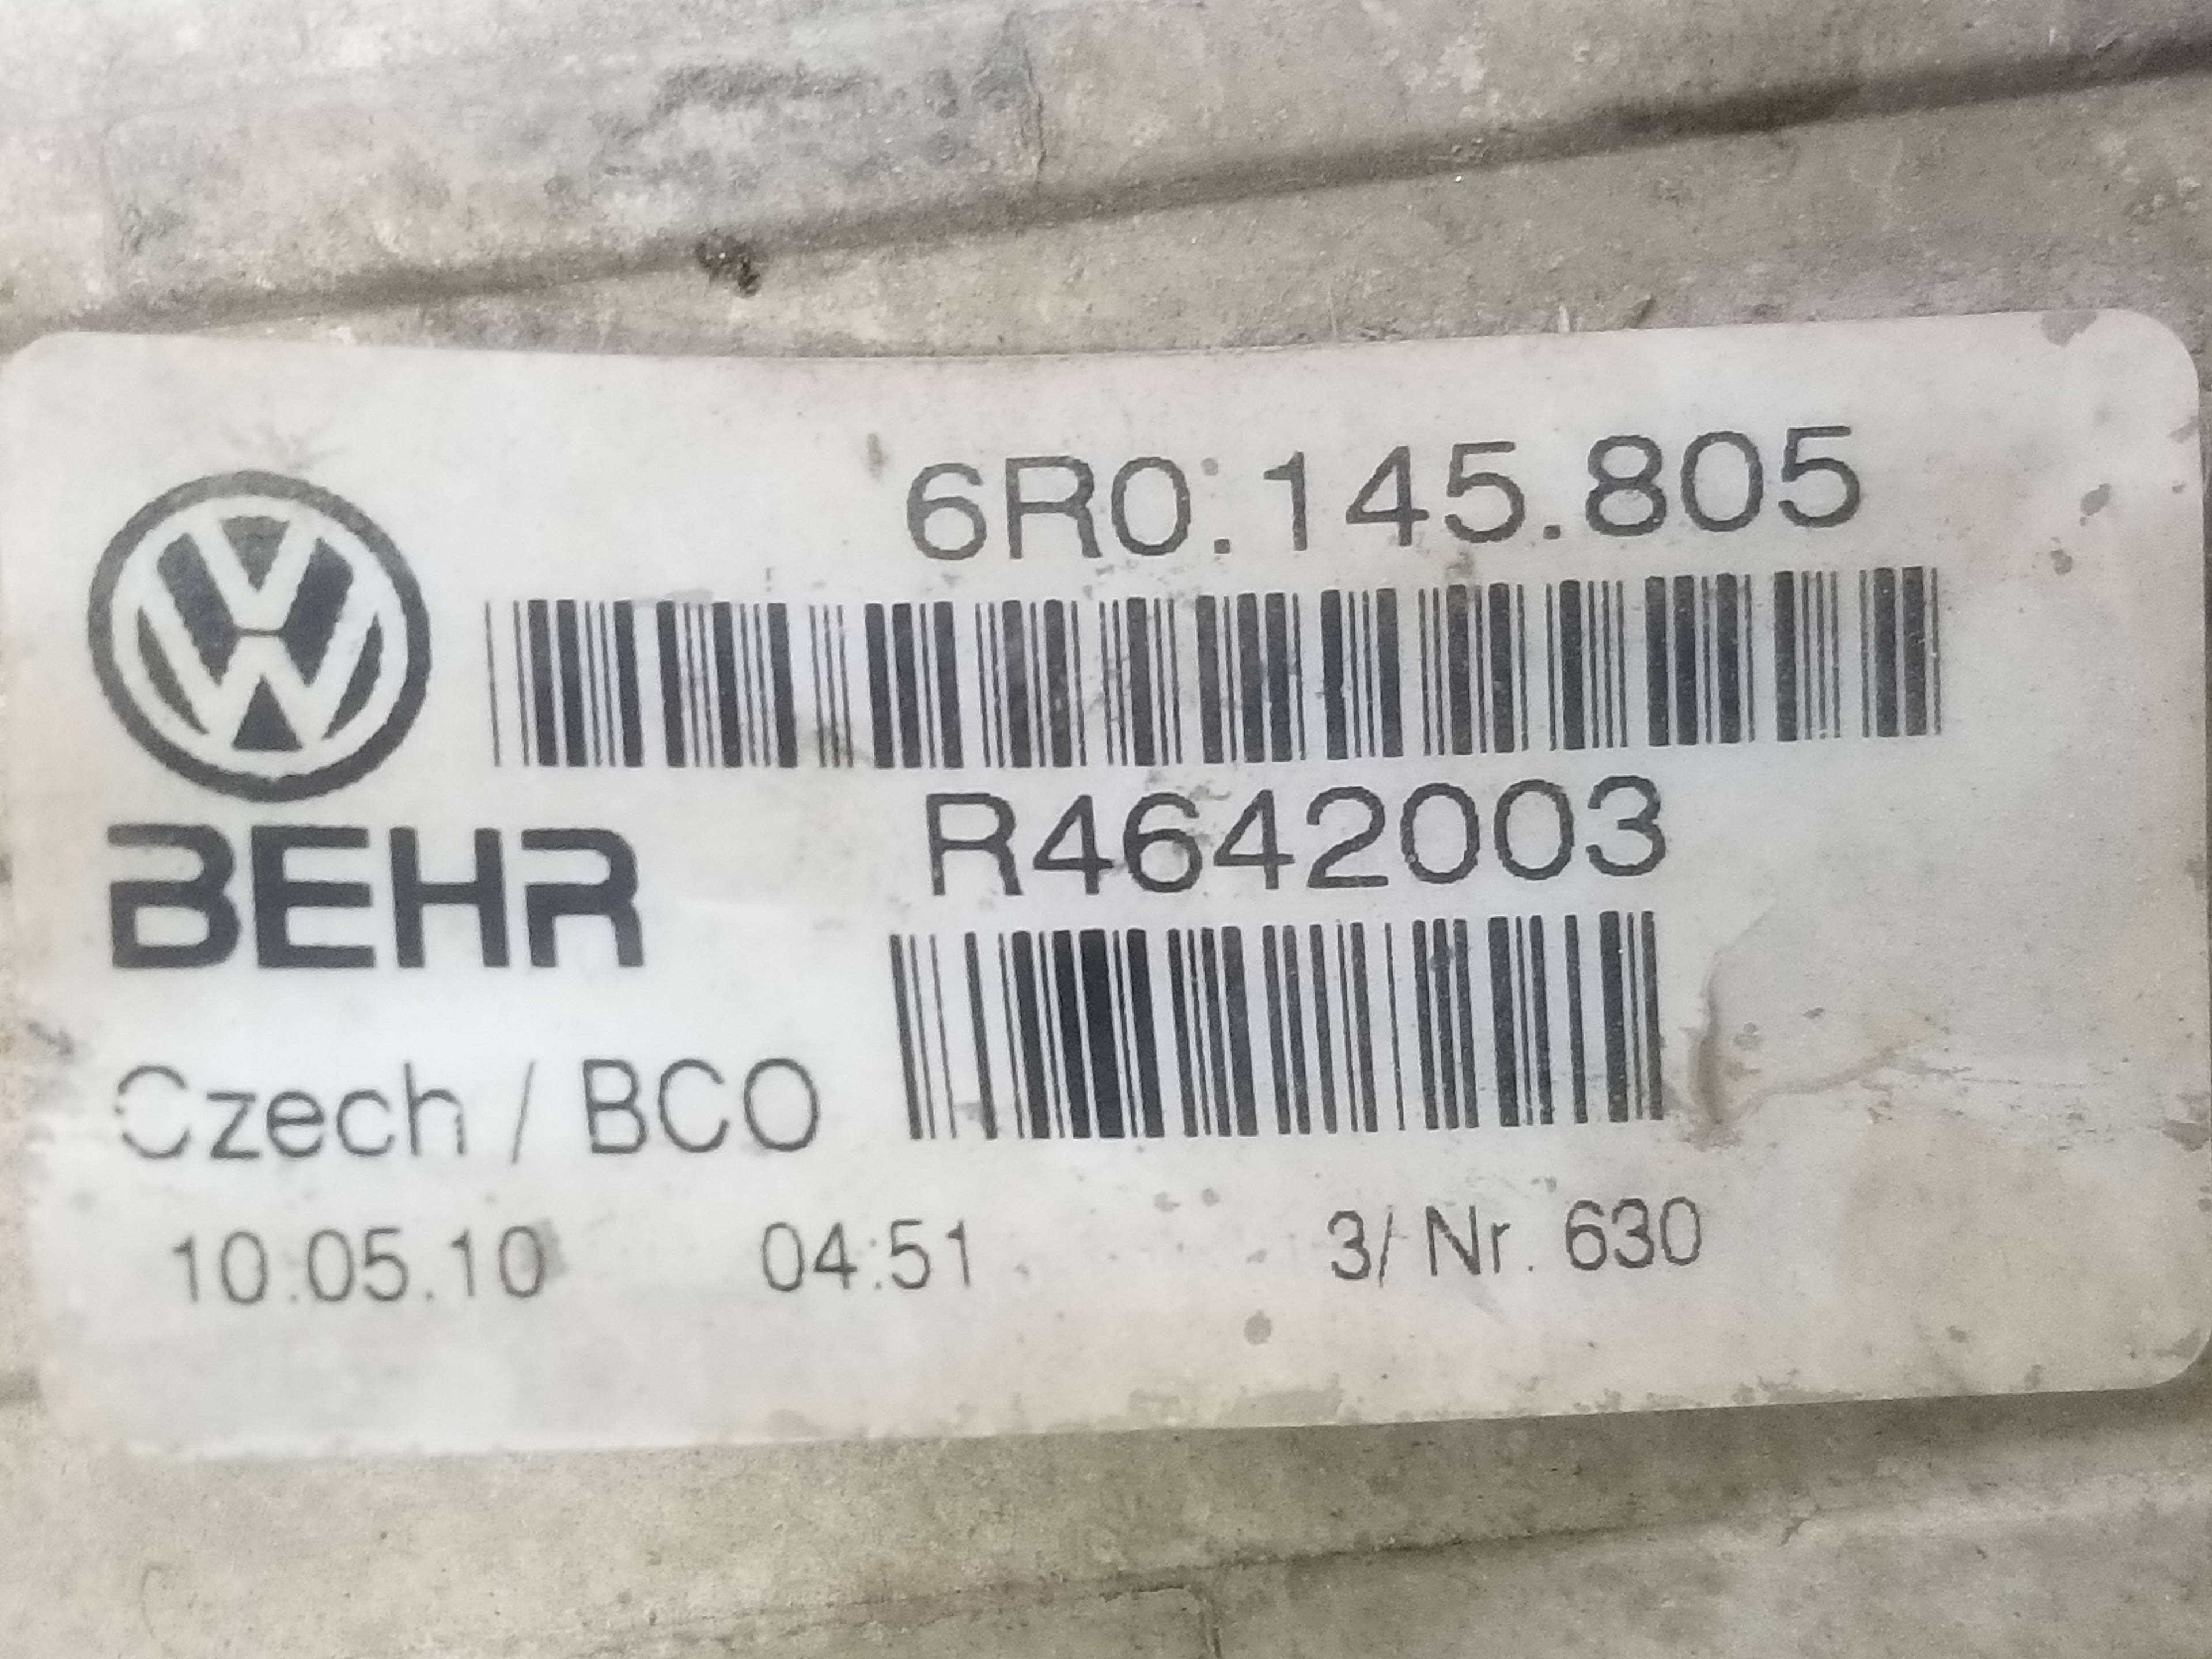 6R0.145.805
R4642003
BEHR
Czech / BCO
10.05.10 04:51 3/ Nr. 630